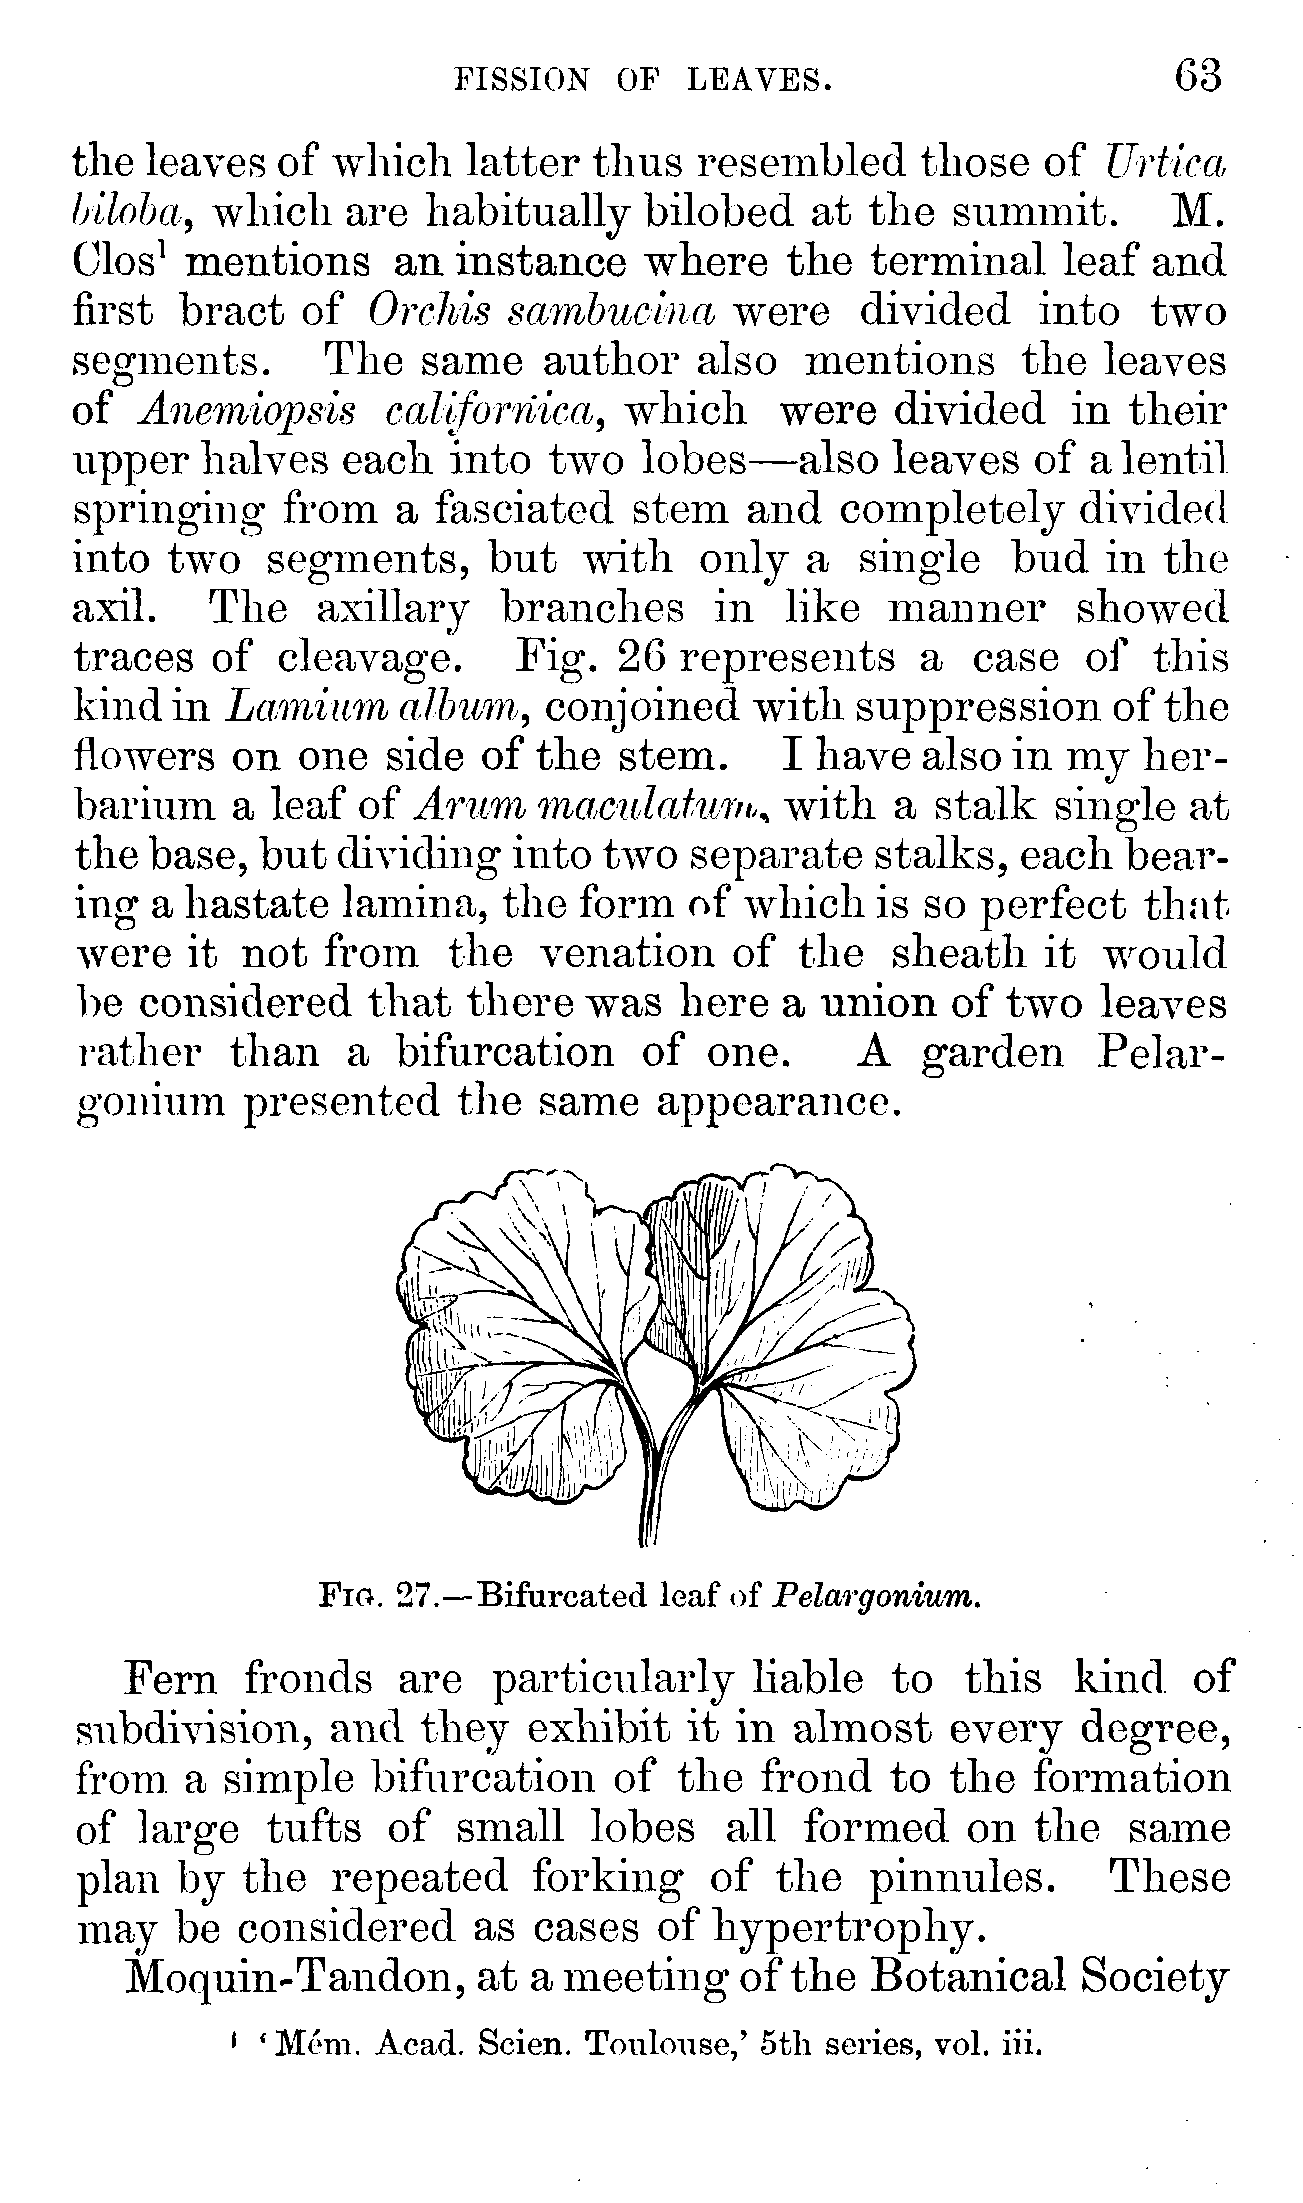 FISSION OF LEAVES. 63
the leaves of which latter thus resembled those of Urtica
biloba, which are habitually bilobed at the summit. M.
Clos¹ mentions an instance where the terminal leaf and
first bract of Orchis sambucina were divided into two
segments. The same author also mentions the leaves
of Anemiopsis californica, which were divided in their
upper halves each into two lobes—also leaves of a lentil
springing from a fasciated stem and completely divided
into two segments, but with only a single bud in the
axil. The axillary branches in like manner showed
traces of cleavage. Fig. 26 represents a case of this
kind in Lamium album, conjoined with suppression of the
flowers on one side of the stem. I have also in my her-
barium a leaf of Arum maculatum, with a stalk single at
the base, but dividing into two separate stalks, each bear-
ing a hastate lamina, the form of which is so perfect that
were it not from the venation of the sheath it would
be considered that there was here a union of two leaves
rather than a bifurcation of one. A garden Pelar-
gonium presented the same appearance.
FIG. 27.—Bifurcated leaf of Pelargonium.
Fern fronds are particularly liable to this kind of
subdivision, and they exhibit it in almost every degree,
from a simple bifurcation of the frond to the formation
of large tufts of small lobes all formed on the same
plan by the repeated forking of the pinnules. These
may be considered as cases of hypertrophy.
Moquin-Tandon, at a meeting of the Botanical Society
¹ ‘Mém. Acad. Scien. Toulouse,’ 5th series, vol. iii.